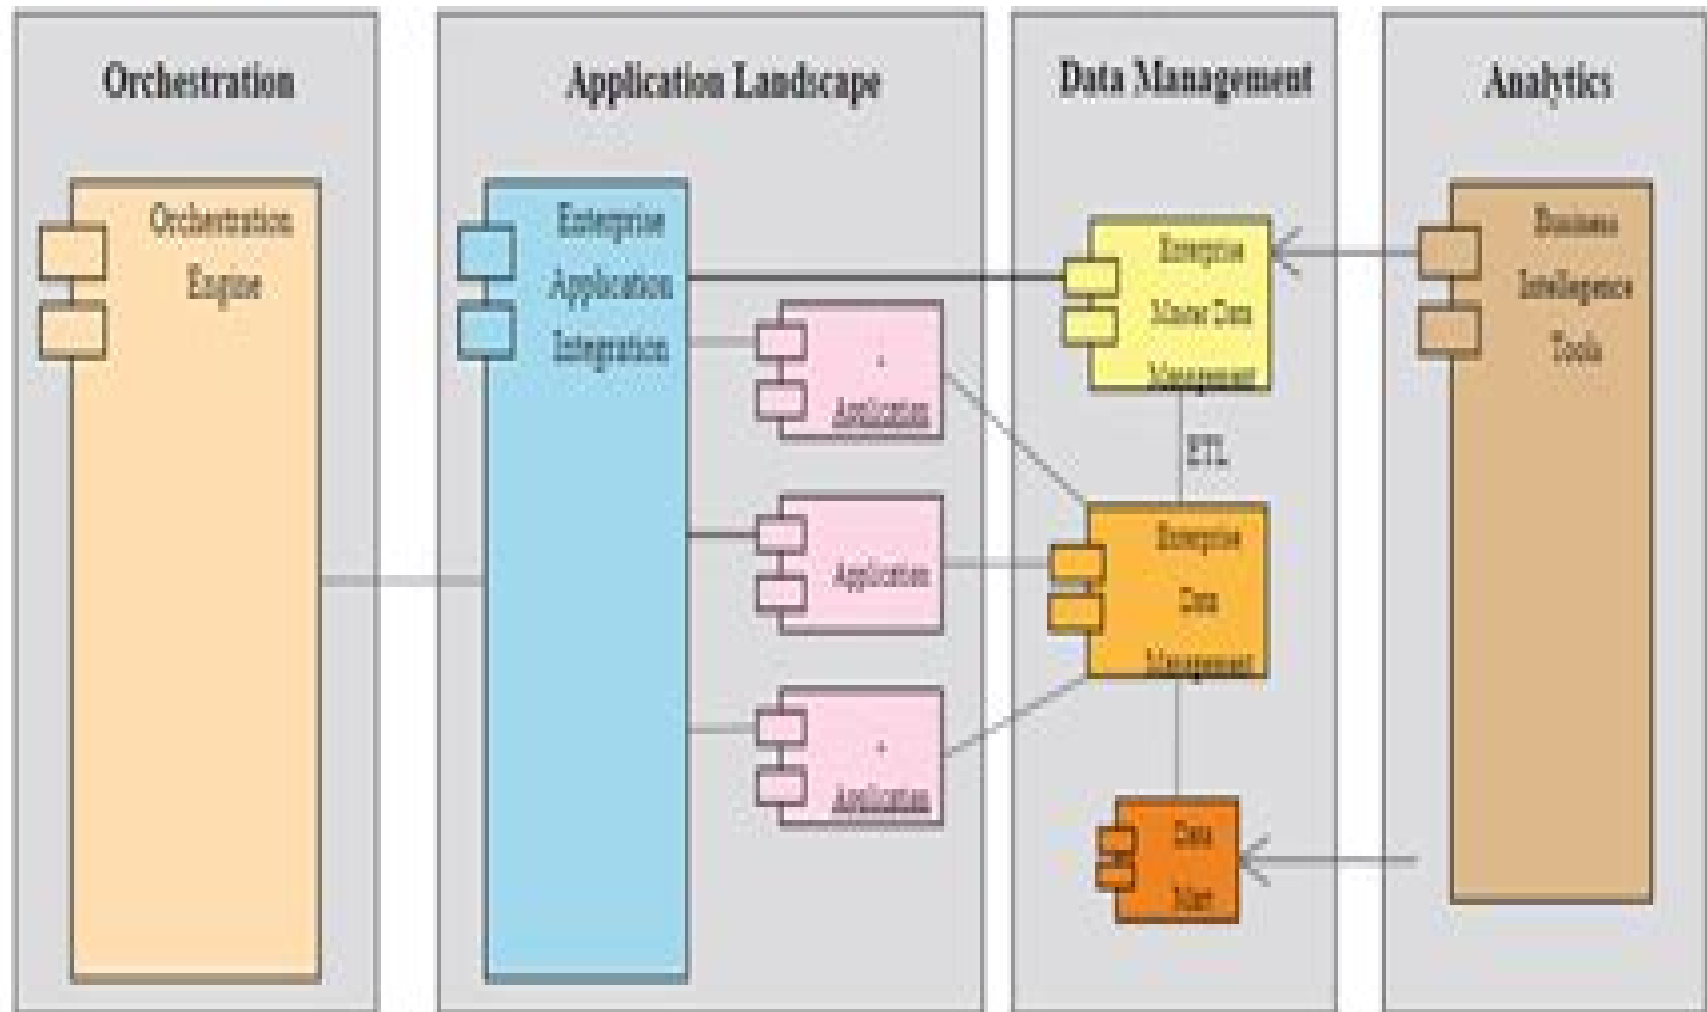 Orchestration
Orchestration
Engine
Application Landscape
Enterprise
Application
Integration
Application
Application
Application
Data Management
Enterprise
Master Data
Management
ETL
Enterprise
Data
Management
Data
Mart
Analytics
Business
Tools